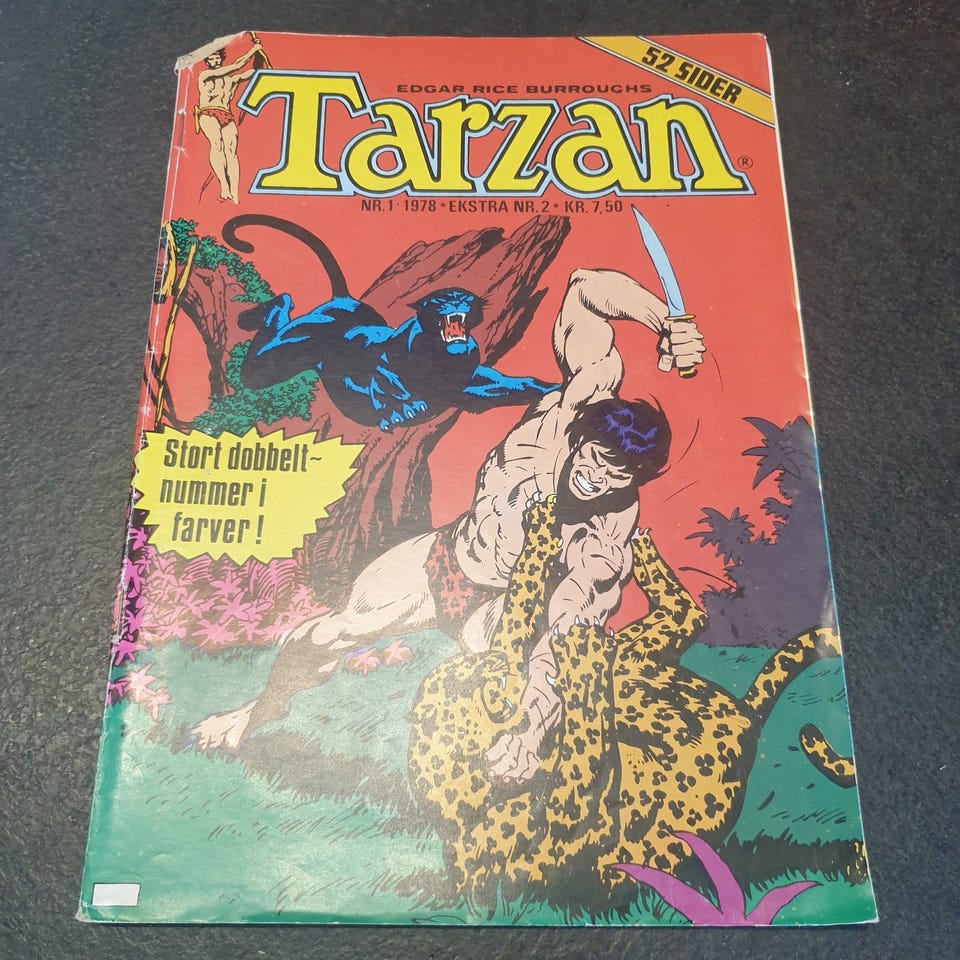 52 SIDER
EDGAR RICE BURROUGHS
Tarzan®
NR.1·1978*EKSTRA NR.2*KR.7,50
Stort dobbelt~
nummer i
farver!